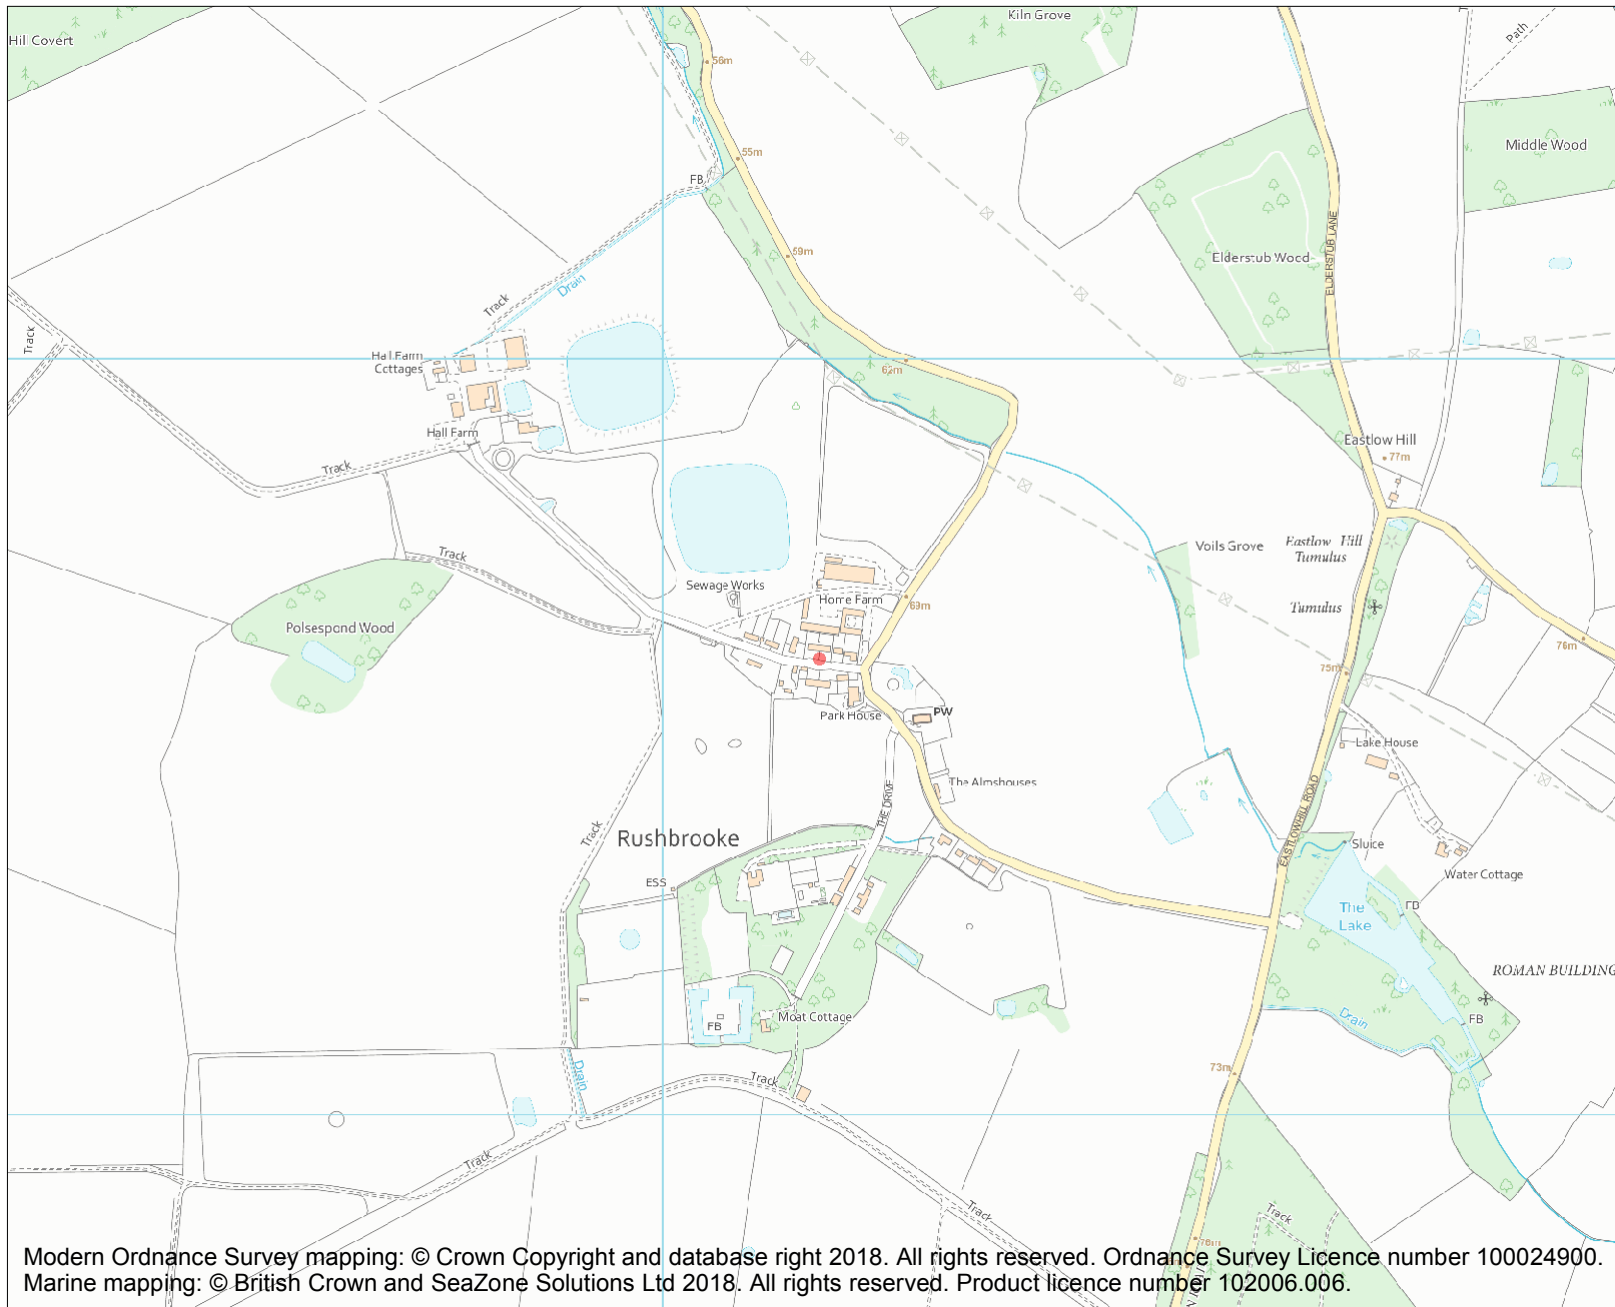 Hill Covert
Kiln Grove
Path
56m
Middle Wood
55m
FB
59m
Elderstub Wood
ELDERSTUB LANE
Drain
Track
Track
Hall Farm
Cottages
62m
Hall Farm
Eastlow Hill
77m
Track
Voils Grove
Eastlow Hill
Tumulus
Track
Sewage Works
Home Farm
69m
Tumulus
Polsespond Wood
76m
75m
Park House
PW
Lake House
The Almshouses
THE DRIVE
EASTLOWHILL ROAD
Track
Rushbrooke
Sluice
ESS
Water Cottage
The
Lake
FB
ROMAN BUILDING
Moat Cottage
FB
Drain
FB
73m
Drain
Track
Track
Track
Track
78m
Modern Ordnance Survey mapping: © Crown Copyright and database right 2018. All rights reserved. Ordnance Survey Licence number 100024900.
Marine mapping: © British Crown and SeaZone Solutions Ltd 2018. All rights reserved. Product licence number 102006.006.